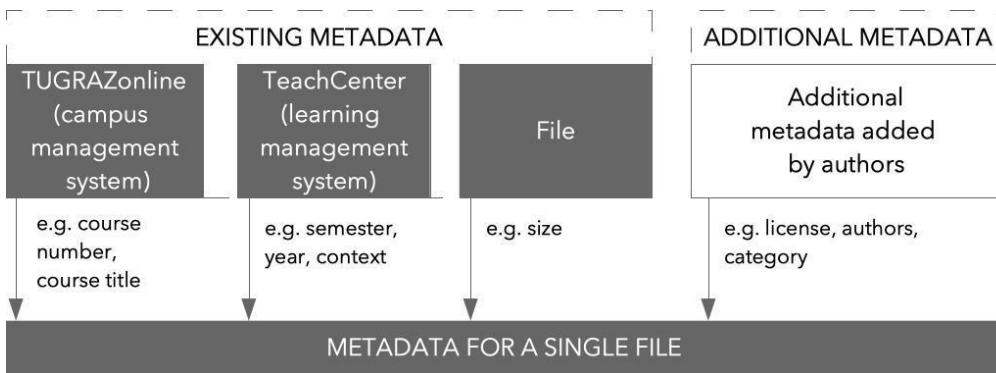 EXISTING METADATA
ADDITIONAL METADATA
TUGRAZonline
(campus
management
system)
TeachCenter
(learning
management
system)
File
Additional
metadata added
by authors
e.g. course
number,
course title
e.g. semester,
year, context
e.g. size
e.g. license, authors,
category
METADATA FOR A SINGLE FILE